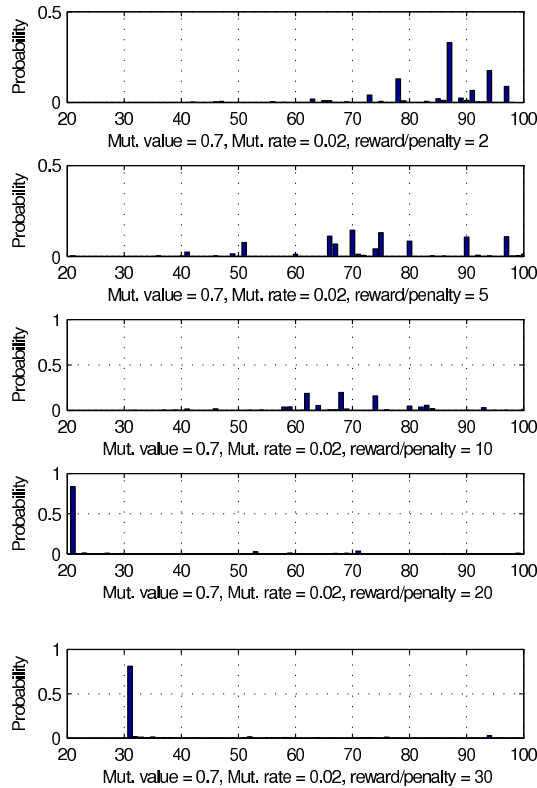 0.5
Probability
0
20 30 40 50 60 70 80 90 100
Mut. value = 0.7, Mut. rate = 0.02, reward/penalty = 2
0.5
Probability
0
20 30 40 50 60 70 80 90 100
Mut. value = 0.7, Mut. rate = 0.02, reward/penalty = 5
1
Probability
0.5
0
20 30 40 50 60 70 80 90 100
Mut. value = 0.7, Mut. rate = 0.02, reward/penalty = 10
1
Probability
0.5
0
20 30 40 50 60 70 80 90 100
Mut. value = 0.7, Mut. rate = 0.02, reward/penalty = 20
1
Probability
0.5
0
20 30 40 50 60 70 80 90 100
Mut. value = 0.7, Mut. rate = 0.02, reward/penalty = 30